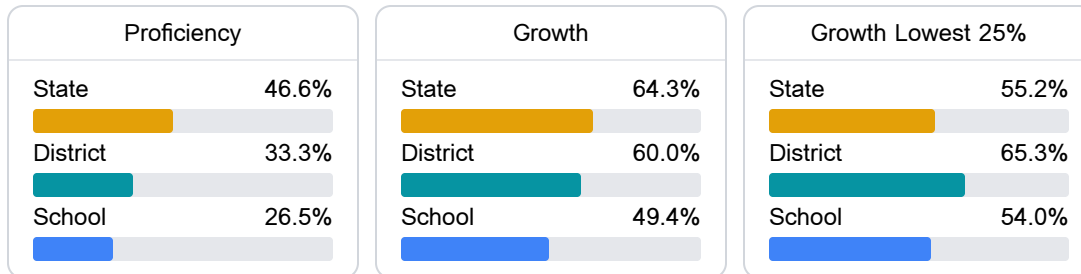 Proficiency
State 46.6%
District 33.3%
School 26.5%
Growth
State 64.3%
District 60.0%
School 49.4%
Growth Lowest 25%
State 55.2%
District 65.3%
School 54.0%